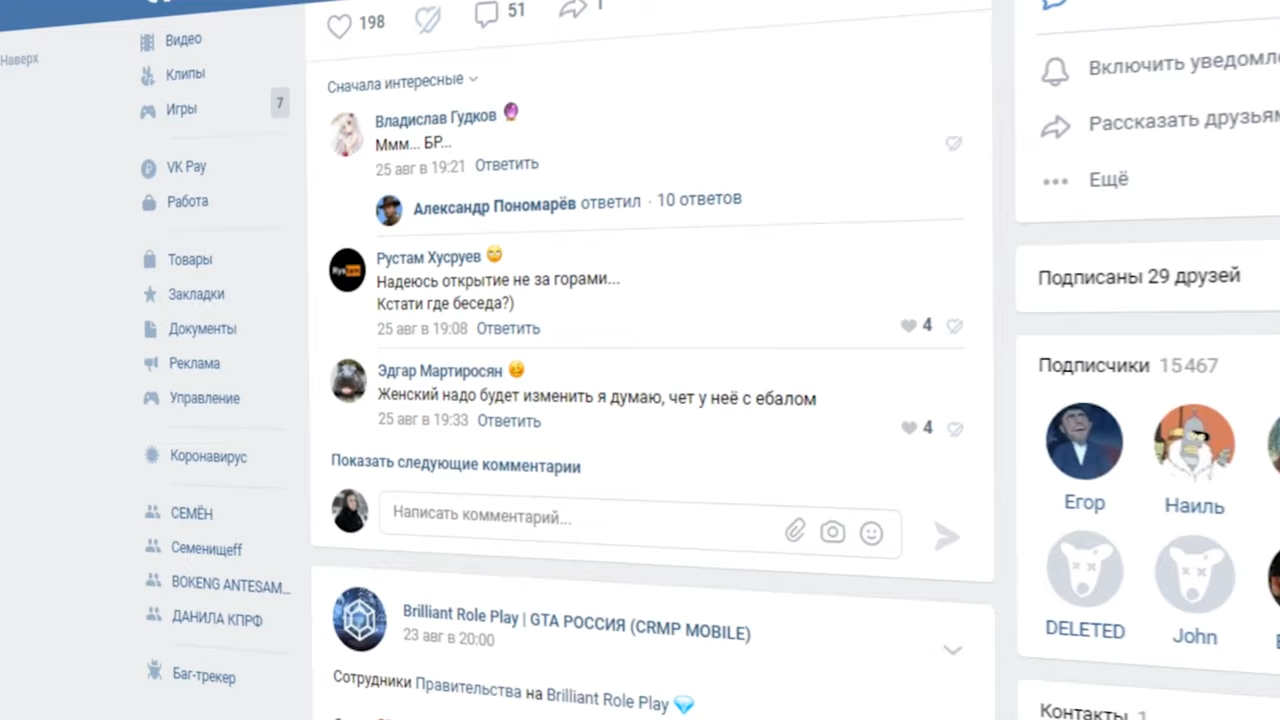 Наверх
Видео
Клипы
Игры
7
VK Pay
Работа
Товары
Закладки
Документы
Реклама
Управление
Коронавирус
СЕМЁН
Семенищеff
BOKENG ANTESAM...
ДАНИЛА КПРФ
Баг-трекер
198
51
1
Сначала интересные
Владислав Гудков
Ммм... БР...
25 авг в 19:21 Ответить
Александр Пономарёв ответил · 10 ответов
Рустам Хусруев
Надеюсь открытие не за горами...
Кстати где беседа?)
25 авг в 19:08 Ответить
4
Эдгар Мартиросян
Женский надо будет изменить я думаю, чет у неё с ебалом
25 авг в 19:33 Ответить
4
Показать следующие комментарии
Написать комментарий...
Brilliant Role Play | GTA РОССИЯ (CRMP MOBILE)
23 авг в 20:00
Сотрудники Правительства на Brilliant Role Play 💎
Включить уведомл
Рассказать друзьям
Ещё
Подписаны 29 друзей
Подписчики 15467
Егор
Наиль
DELETED
John
Контакты 1